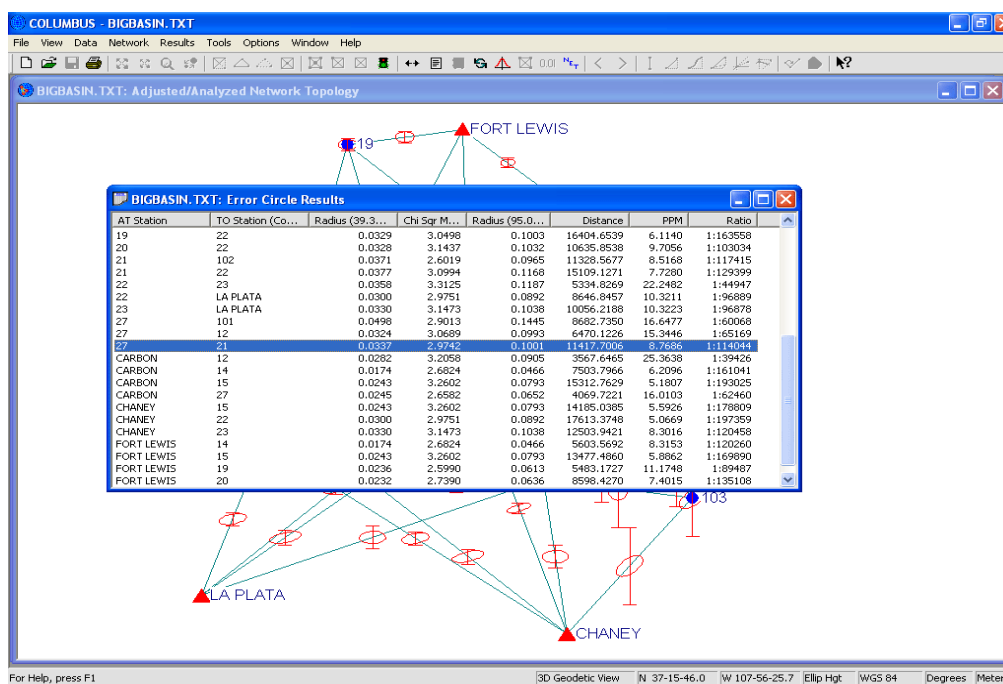 COLUMBUS - BIGBASIN.TXT
File View Data Network Results Tools Options Window Help
0.01 NET
BIGBASIN.TXT: Adjusted/Analyzed Network Topology
FORT LEWIS
19
BIGBASIN.TXT: Error Circle Results
AT Station TO Station (Co... Radius (39.3... Chi Sqr M... Radius (95.0... Distance PPM Ratio
19 22 0.0329 3.0498 0.1003 16404.6539 6.1140 1:163558
20 22 0.0328 3.1437 0.1032 10635.8538 9.7056 1:103034
21 102 0.0371 2.6019 0.0965 11328.5677 8.5168 1:117415
21 22 0.0377 3.0994 0.1168 15109.1271 7.7280 1:129399
22 23 0.0358 3.3125 0.1187 5334.8269 22.2482 1:44947
22 LA PLATA 0.0300 2.9751 0.0892 8646.8457 10.3211 1:96889
23 LA PLATA 0.0330 3.1473 0.1038 10056.2188 10.3223 1:96878
27 101 0.0498 2.9013 0.1445 8682.7350 16.6477 1:60068
27 12 0.0324 3.0689 0.0993 6470.1226 15.3446 1:65169
27 21 0.0337 2.9742 0.1001 11417.7006 8.7686 1:114044
CARBON 12 0.0282 3.2058 0.0905 3567.6465 25.3638 1:39426
CARBON 14 0.0174 2.6824 0.0466 7503.7966 6.2096 1:161041
CARBON 15 0.0243 3.2602 0.0793 15312.7629 5.1807 1:193025
CARBON 27 0.0245 2.6582 0.0652 4069.7221 16.0103 1:62460
CHANEY 15 0.0243 3.2602 0.0793 14185.0385 5.5926 1:178809
CHANEY 22 0.0300 2.9751 0.0892 17613.3748 5.0669 1:197359
CHANEY 23 0.0330 3.1473 0.1038 12503.9421 8.3016 1:120458
FORT LEWIS 14 0.0174 2.6824 0.0466 5603.5692 8.3153 1:120260
FORT LEWIS 15 0.0243 3.2602 0.0793 13477.4860 5.8862 1:169890
FORT LEWIS 19 0.0236 2.5990 0.0613 5483.1727 11.1748 1:89487
FORT LEWIS 20 0.0232 2.7390 0.0636 8598.4270 7.4015 1:135108
103
LA PLATA
CHANEY
For Help, press F1 3D Geodetic View N 37-15-46.0 W 107-56-25.7 Ellip Hgt WGS 84 Degrees Meter